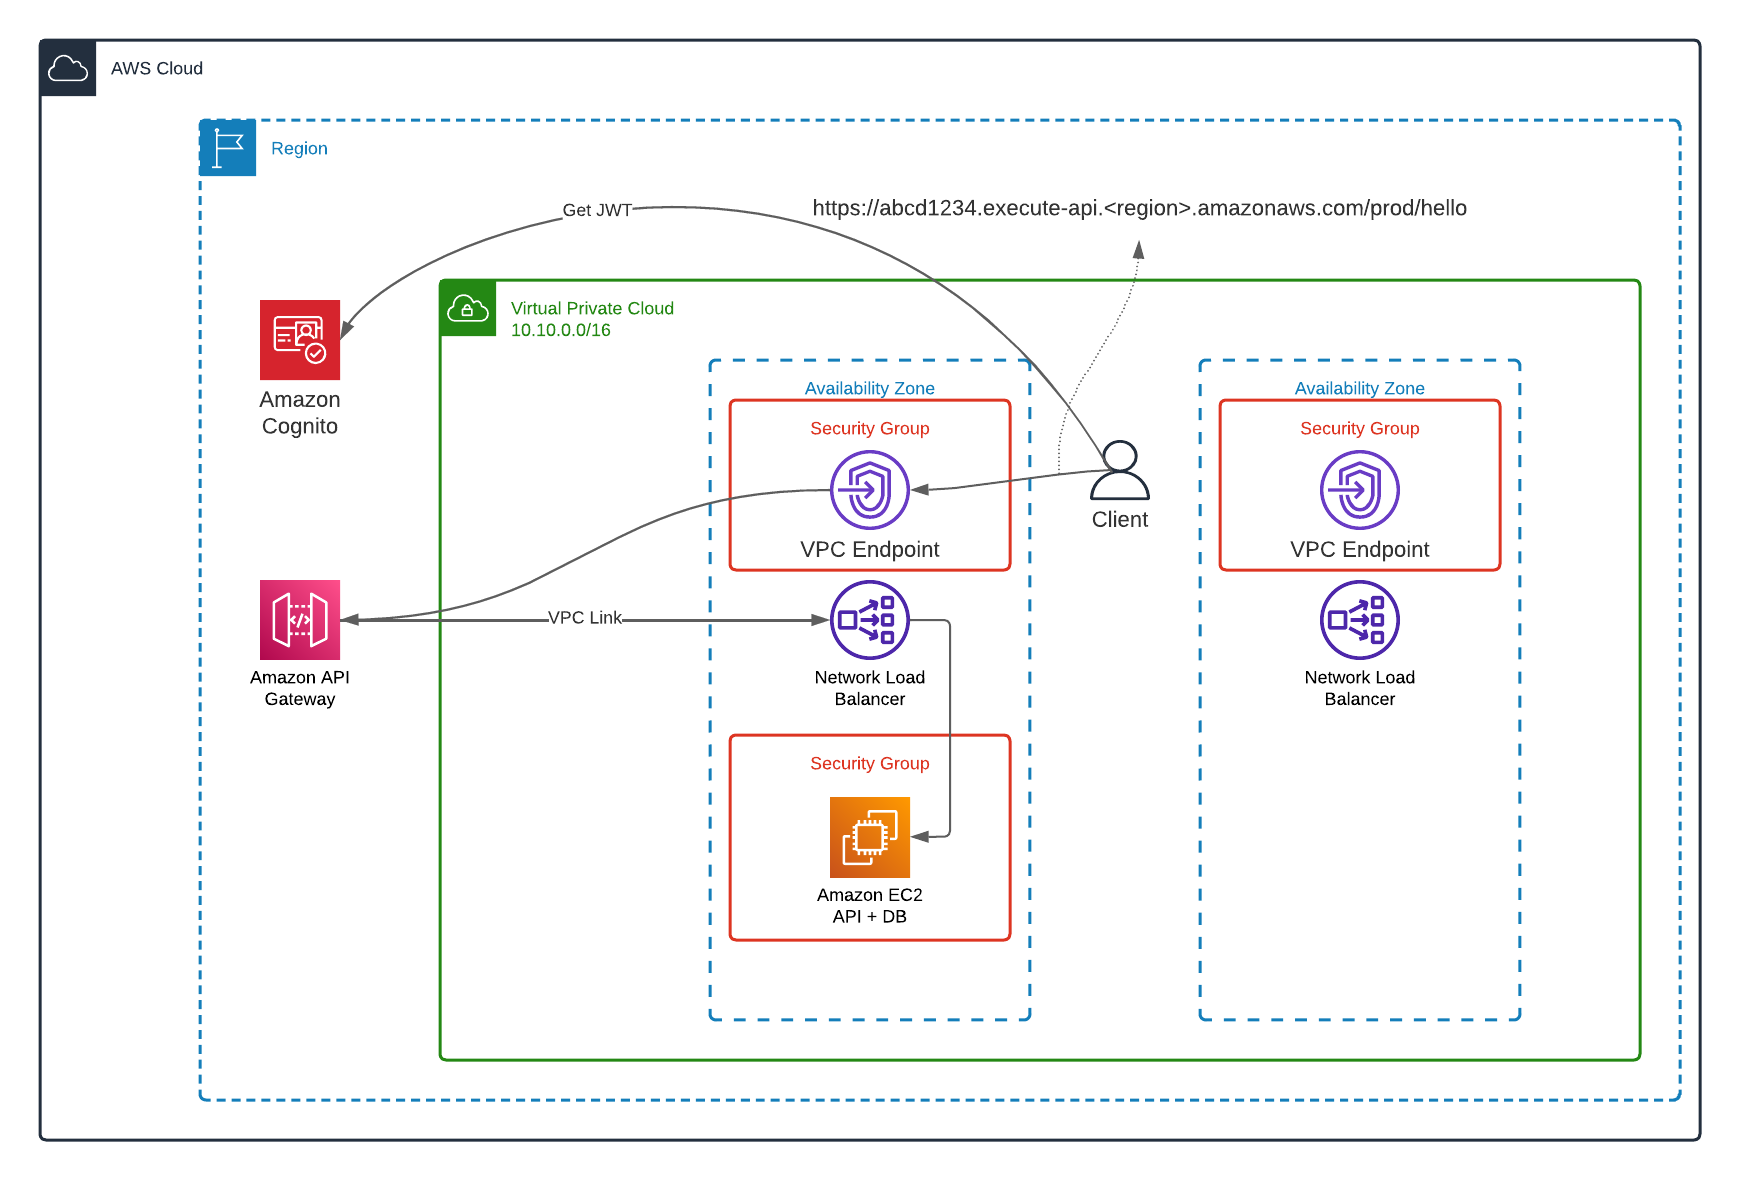 AWS Cloud
Region
Get JWT
https://abcd1234.execute-api.<region>.amazonaws.com/prod/hello
Virtual Private Cloud
10.10.0.0/16
Amazon
Cognito
Availability Zone
Security Group
VPC Endpoint
Client
Availability Zone
Security Group
VPC Endpoint
VPC Link
Amazon API
Gateway
Network Load
Balancer
Network Load
Balancer
Security Group
Amazon EC2
API + DB